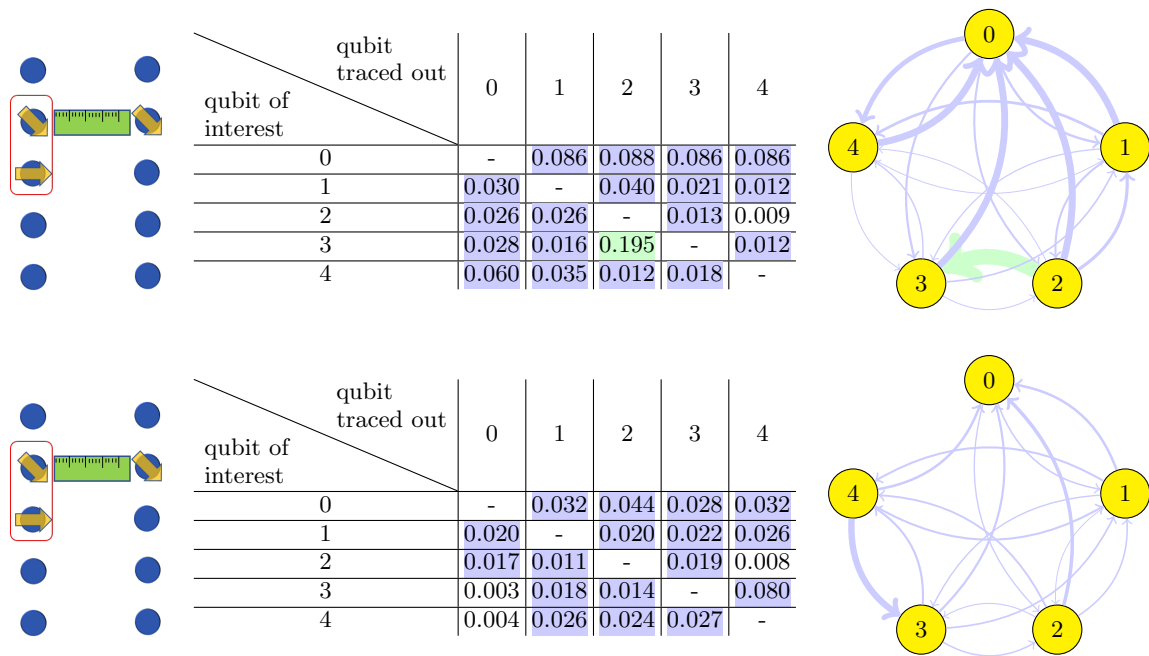 qubit
traced out
qubit of
interest
0 1 2 3 4
0 - 0.086 0.088 0.086 0.086
1 0.030 - 0.040 0.021 0.012
2 0.026 0.026 - 0.013 0.009
3 0.028 0.016 0.195 - 0.012
4 0.060 0.035 0.012 0.018 -
0
4
1
3
2
qubit
traced out
qubit of
interest
0 1 2 3 4
0 - 0.032 0.044 0.028 0.032
1 0.020 - 0.020 0.022 0.026
2 0.017 0.011 - 0.019 0.008
3 0.003 0.018 0.014 - 0.080
4 0.004 0.026 0.024 0.027 -
0
4
1
3
2